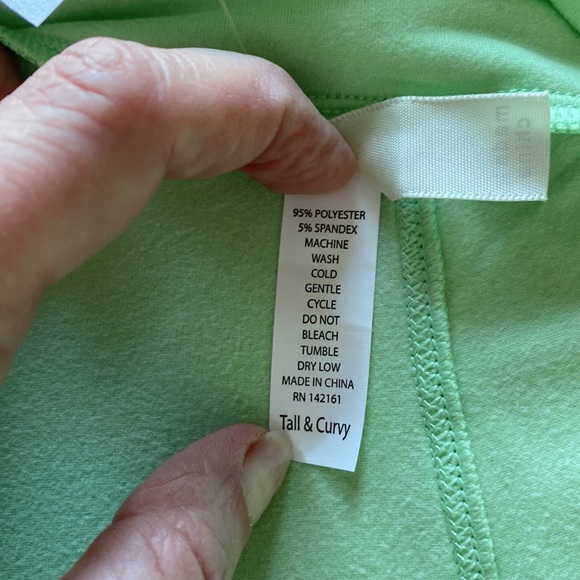 95% POLYESTER
5% SPANDEX
MACHINE
WASH
COLD
GENTLE
CYCLE
DO NOT
BLEACH
TUMBLE
DRY LOW
MADE IN CHINA
RN 142161
Tall & Curvy